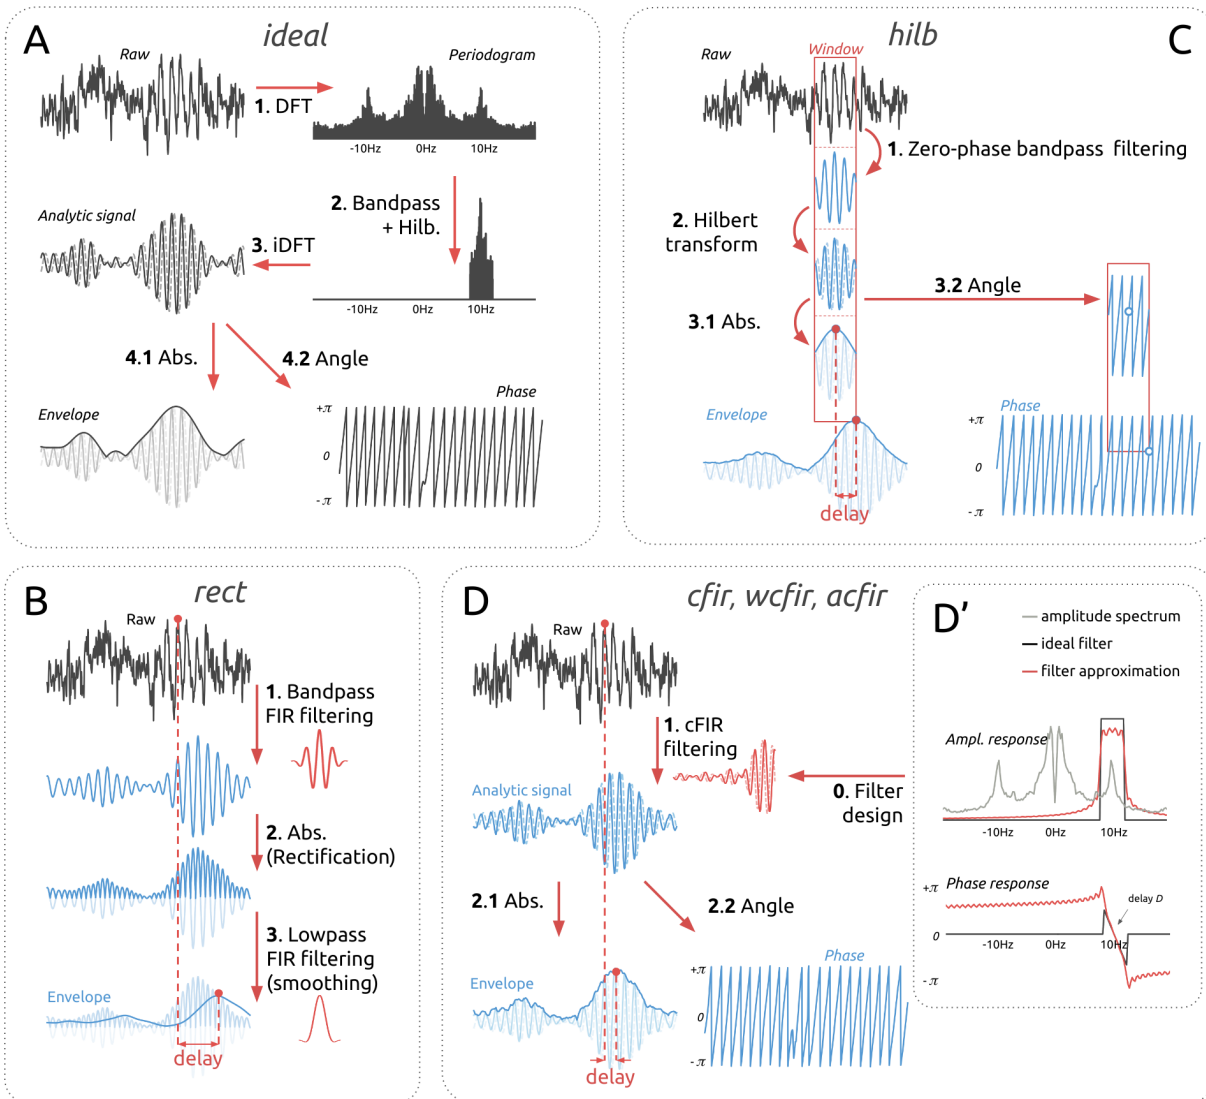 A
ideal
Raw
Periodogram
1. DFT
-10Hz 0Hz 10Hz
Analytic signal
2. Bandpass
+ Hilb.
3. iDFT
-10Hz 0Hz 10Hz
4.1 Abs.
4.2 Angle
Envelope
Phase
+π
0
- π
hilb
C
Raw
Window
1. Zero-phase bandpass filtering
2. Hilbert
transform
3.2 Angle
3.1 Abs.
Envelope
Phase
+π
0
- π
delay
B
rect
Raw
1. Bandpass
FIR filtering
2. Abs.
(Rectification)
3. Lowpass
FIR filtering
(smoothing)
Envelope
delay
D
cfir, wcfir, acfir
Raw
1. cFIR
filtering
Analytic signal
0. Filter
design
2.1 Abs.
2.2 Angle
Envelope
Phase
+π
0
- π
delay
D’
amplitude spectrum
ideal filter
filter approximation
Ampl. response
-10Hz 0Hz 10Hz
Phase response
+π
delay D
0
-10Hz 0Hz 10Hz
- π